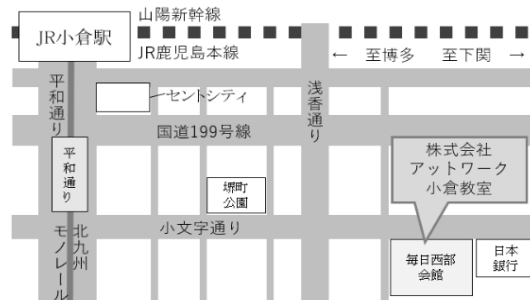 山陽新幹線
JR小倉駅
JR鹿児島本線
← 至博多 至下関 →
平和通り
セントシティ
浅香通り
国道199号線
平和通り
株式会社
アットワーク
小倉教室
堺町
公園
小文字通り
北九州
モノレール
毎日西部
会館
日本
銀行